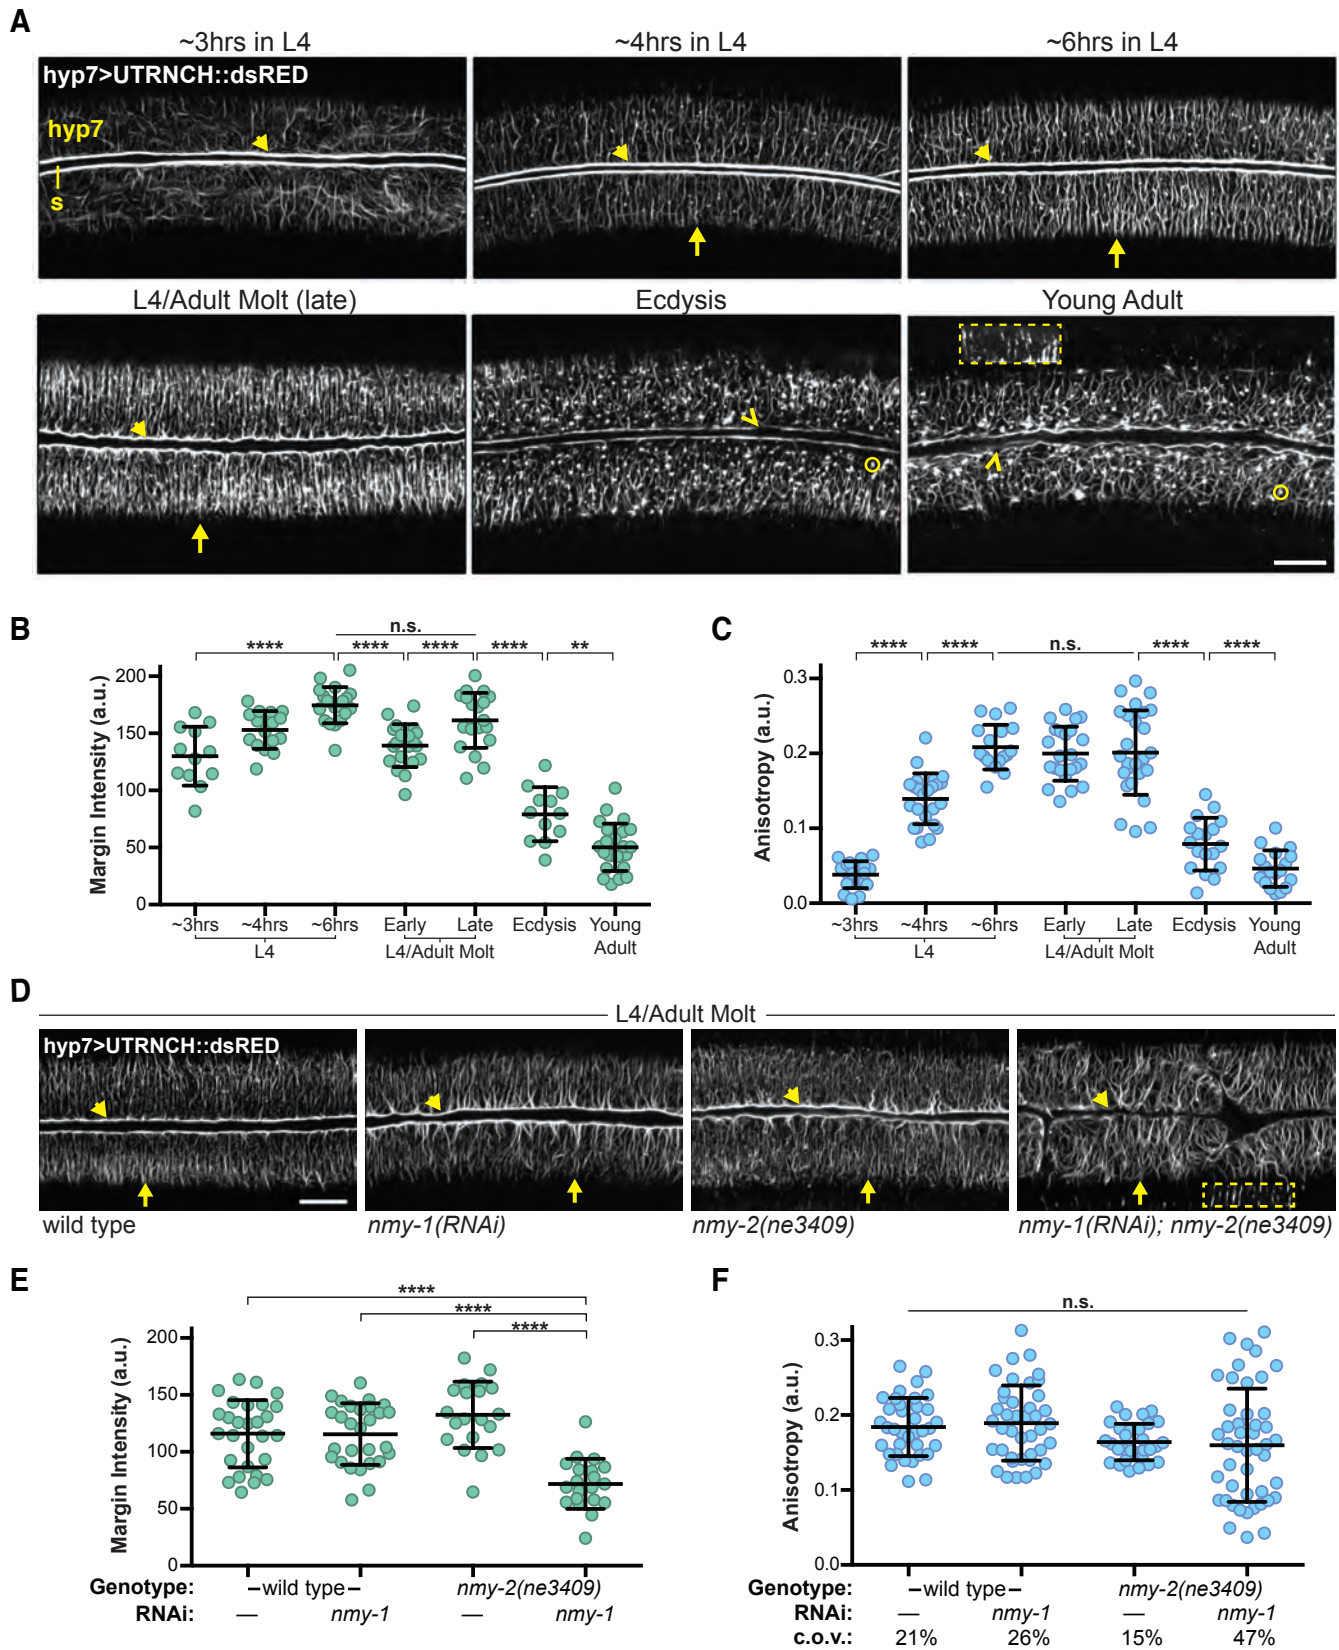 A
~3hrs in L4
~4hrs in L4
~6hrs in L4
hyp7>UTRNCH::dsRED
hyp7
s
L4/Adult Molt (late)
Ecdysis
Young Adult
B
n.s.
**** **** **** **** **
Margin Intensity (a.u.)
200
150
100
50
0
~3hrs ~4hrs ~6hrs Early Late Ecdysis Young Adult
L4 L4/Adult Molt
C
**** **** n.s. **** ****
Anisotropy (a.u.)
0.3
0.2
0.1
0.0
~3hrs ~4hrs ~6hrs Early Late Ecdysis Young Adult
L4 L4/Adult Molt
D
L4/Adult Molt
hyp7>UTRNCH::dsRED
wild type
nmy-1(RNAi)
nmy-2(ne3409)
nmy-1(RNAi); nmy-2(ne3409)
E
****
****
****
Margin Intensity (a.u.)
200
150
100
50
0
Genotype: –wild type– nmy-2(ne3409)
RNAi: — nmy-1 — nmy-1
F
n.s.
Anisotropy (a.u.)
0.3
0.2
0.1
0.0
Genotype: –wild type– nmy-2(ne3409)
RNAi: — nmy-1 — nmy-1
c.o.v.: 21% 26% 15% 47%